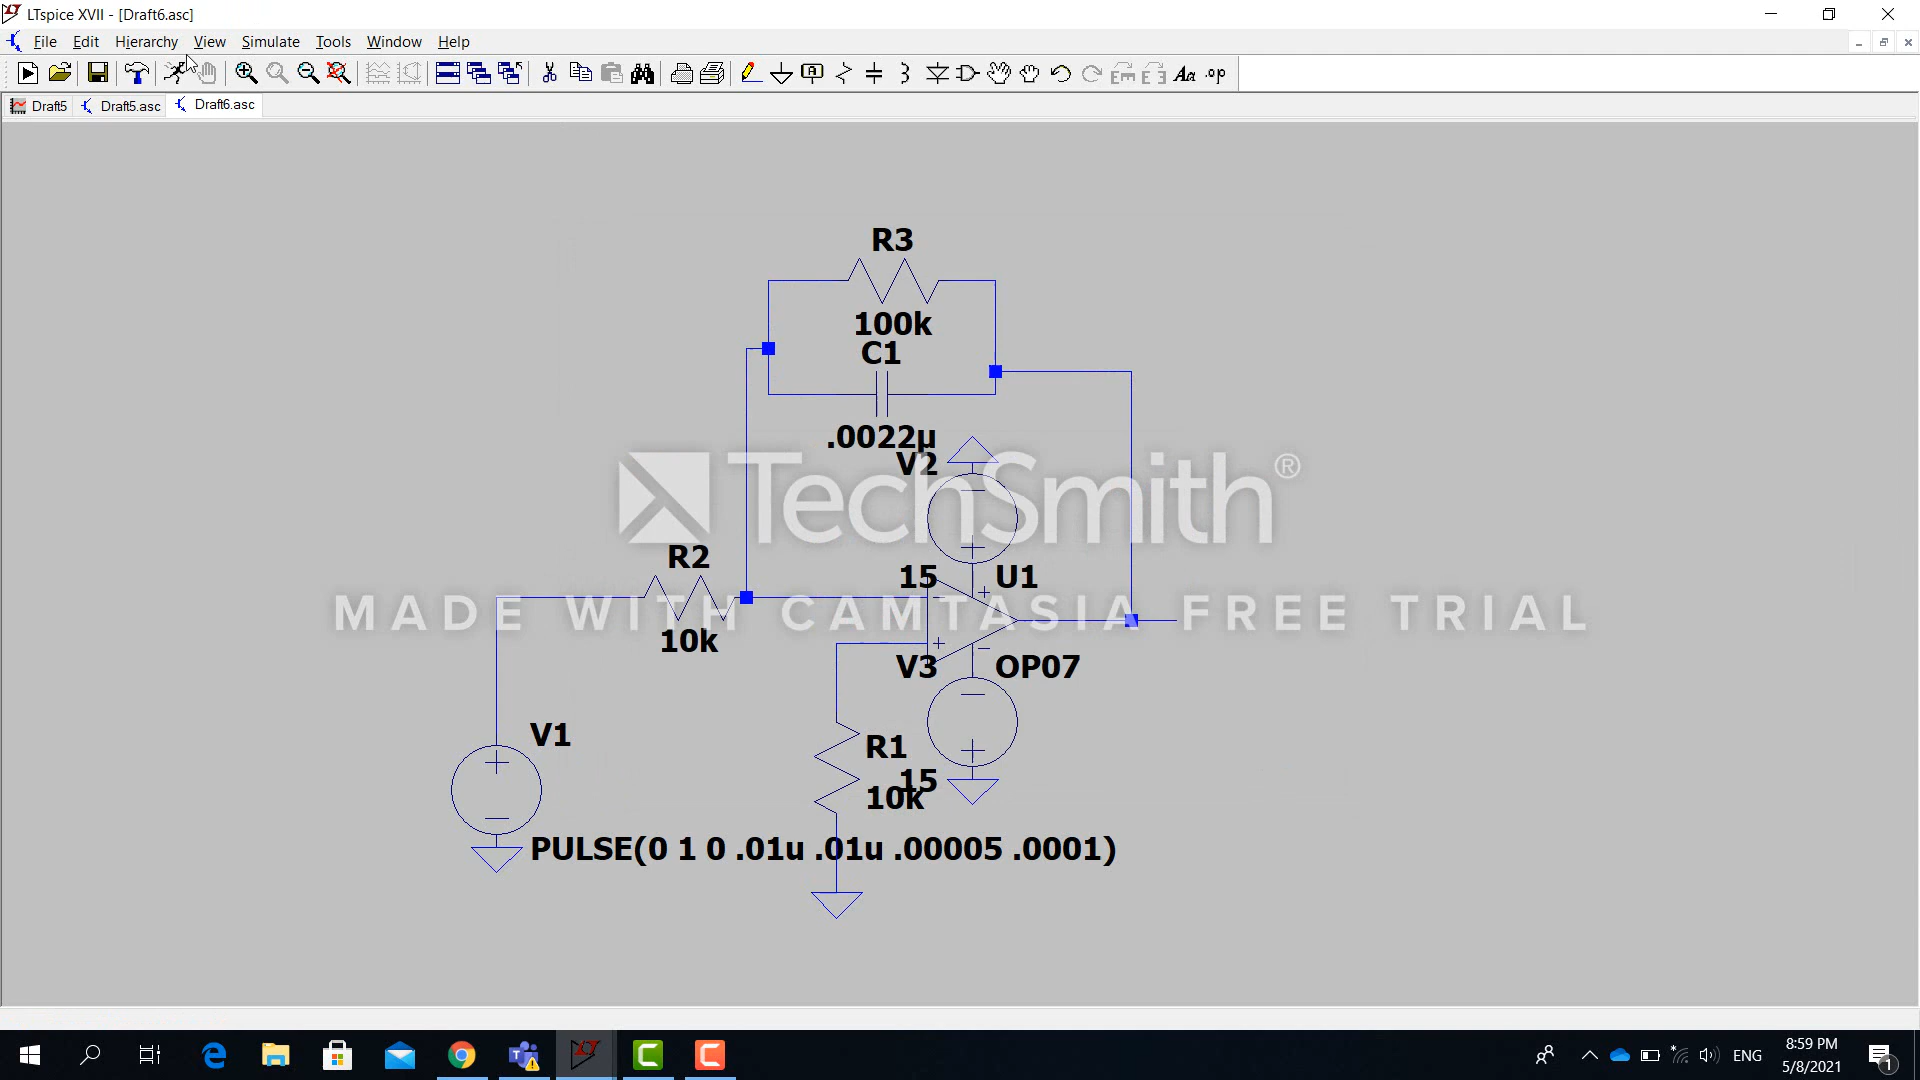 LTspice XVII - [Draft6.asc]
File Edit Hierarchy View Simulate Tools Window Help
Draft5 Draft5.asc Draft6.asc
R3
100k
C1
.0022µ
V2
TechSmith®
R2
15
U1
MADE WITH CAMTASIA FREE TRIAL
10k
V3
OP07
V1
R1
15
10k
PULSE(0 1 0 .01u .01u .00005 .0001)
ENG
8:59 PM
5/8/2021
1